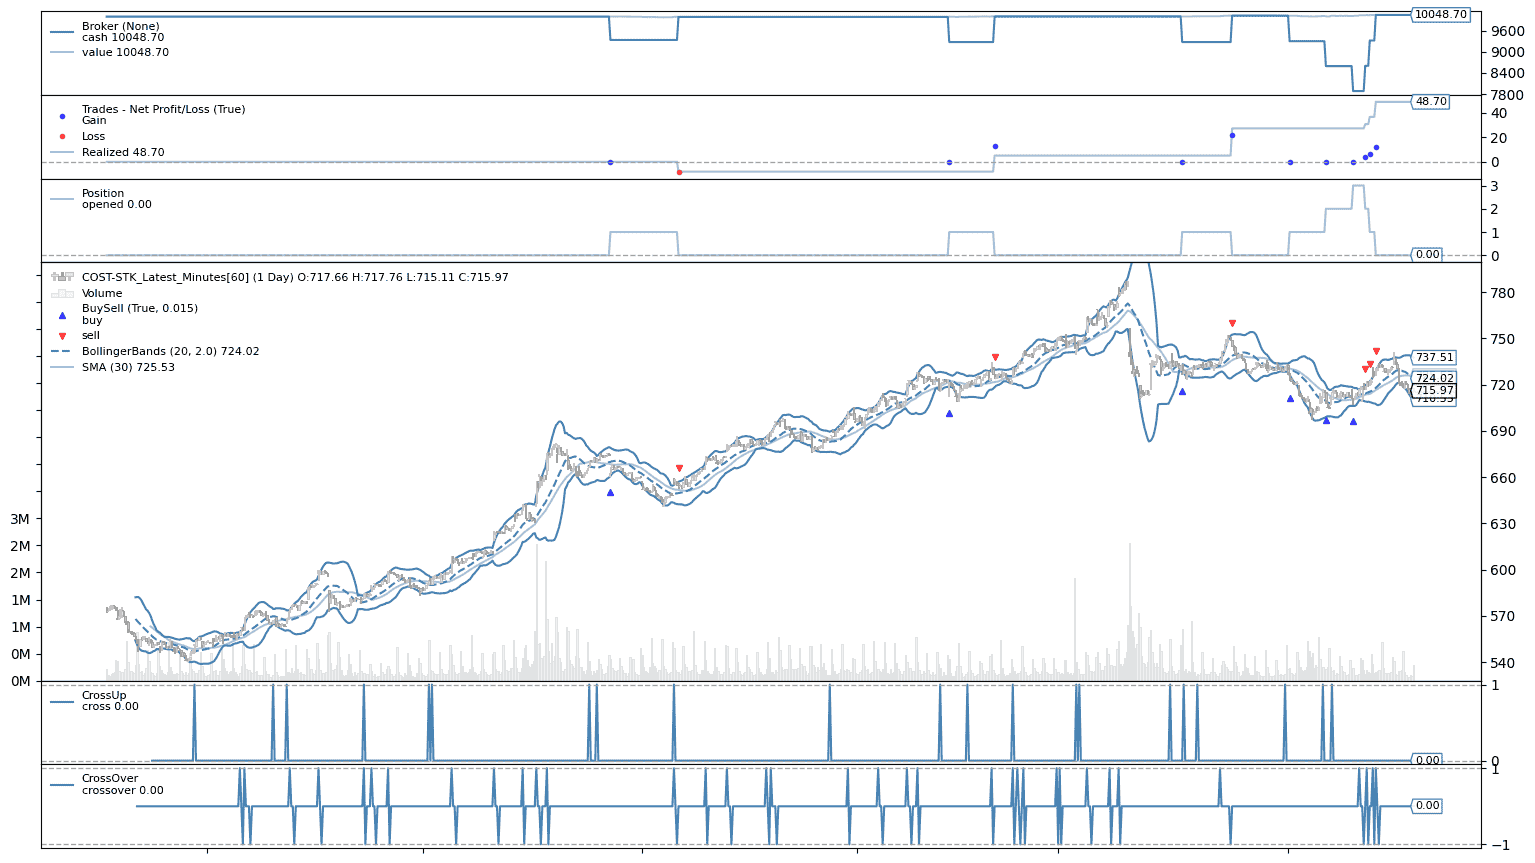 Broker (None)
cash 10048.70
value 10048.70
10048.70
9600
9000
8400
7800
Trades - Net Profit/Loss (True)
Gain
Loss
Realized 48.70
48.70
40
20
0
Position
opened 0.00
3
2
1
0
0.00
COST-STK_Latest_Minutes[60] (1 Day) O:717.66 H:717.76 L:715.11 C:715.97
Volume
BuySell (True, 0.015)
buy
sell
BollingerBands (20, 2.0) 724.02
SMA (30) 725.53
780
750
737.51
724.02
720
715.97
690
660
630
600
570
540
3M
2M
2M
1M
1M
0M
0M
CrossUp
cross 0.00
1
0
0.00
CrossOver
crossover 0.00
1
0.00
−1